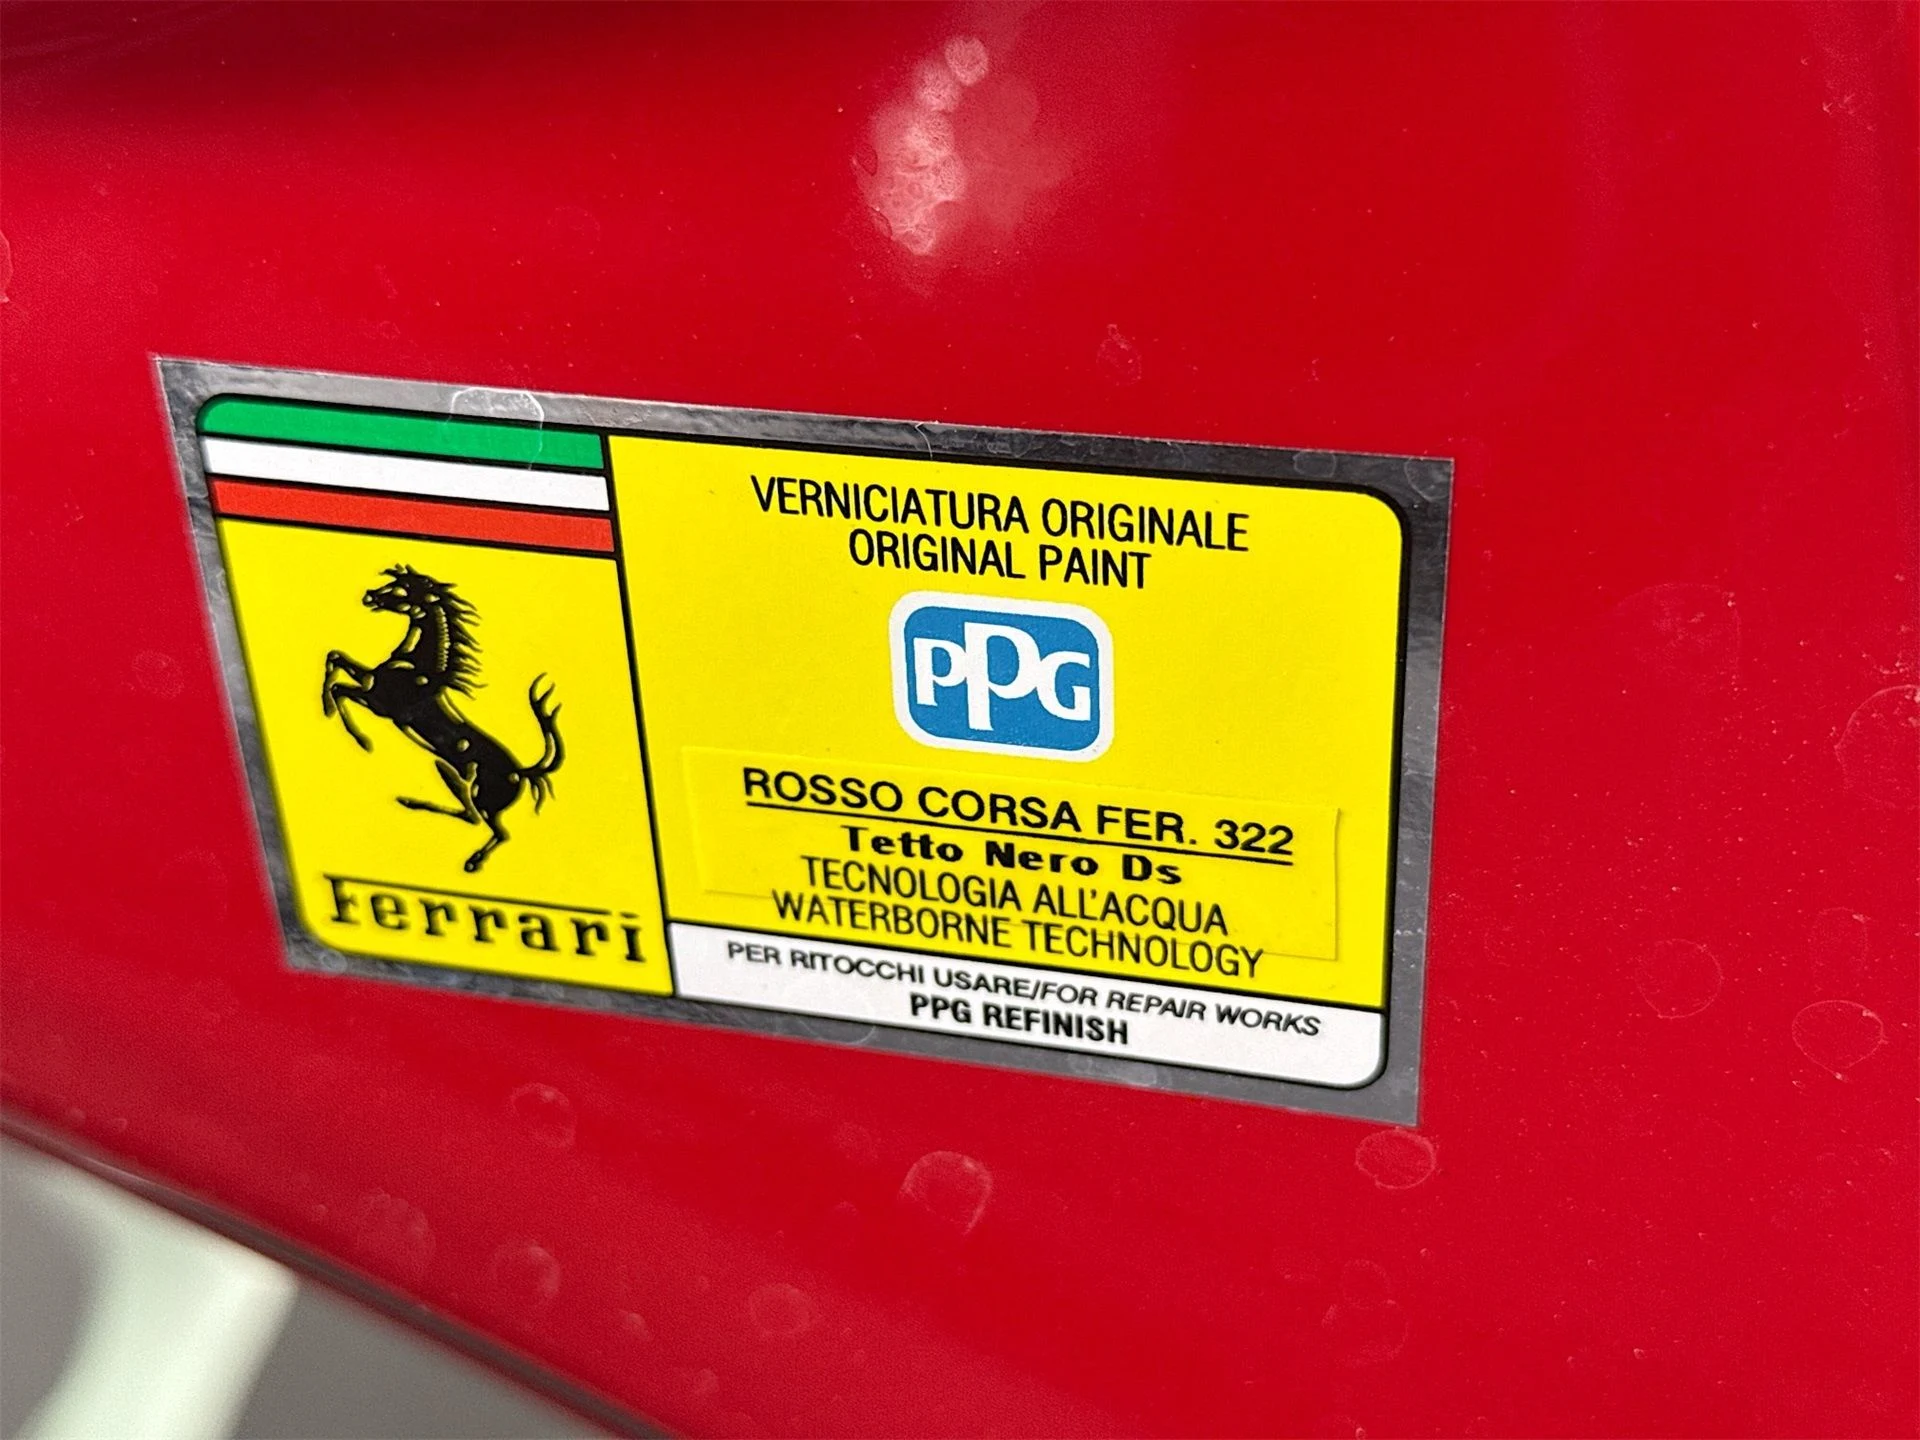 Ferrari
VERNICIATURA ORIGINALE
ORIGINAL PAINT
PPG
ROSSO CORSA FER. 322
Tetto Nero Ds
TECNOLOGIA ALL'ACQUA
WATERBORNE TECHNOLOGY
PER RITOCCHI USARE/FOR REPAIR WORKS
PPG REFINISH